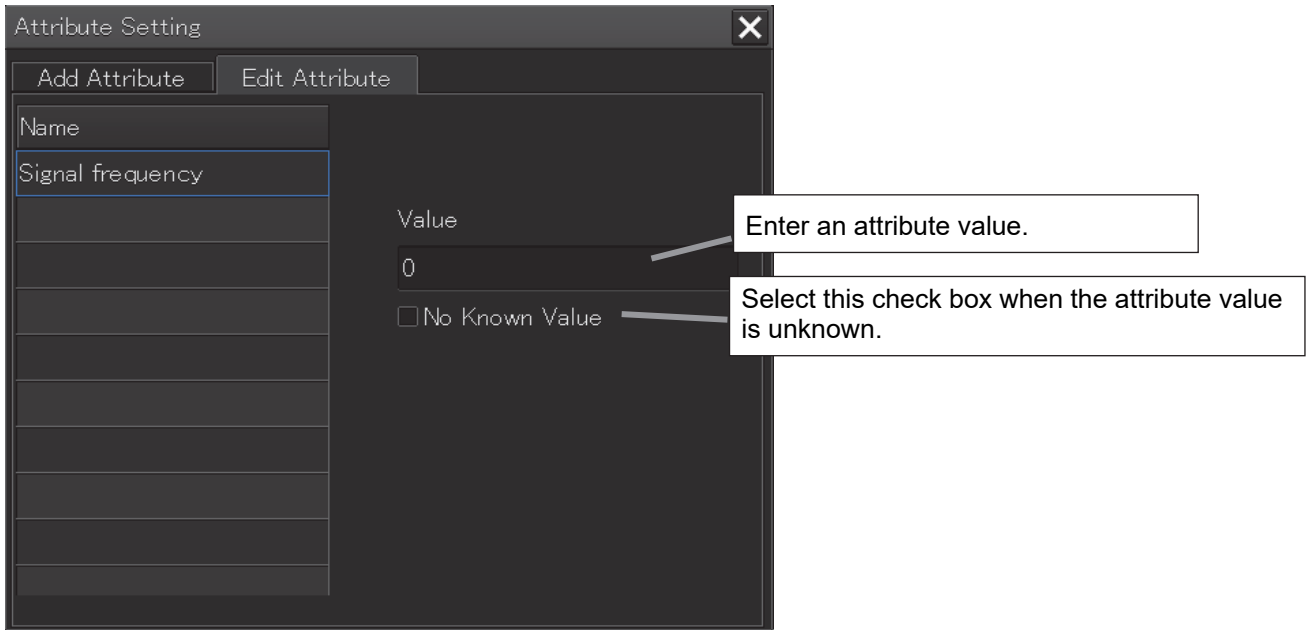 Attribute Setting
Add Attribute
Edit Attribute
Name
Signal frequency
Value
0
No Known Value
Enter an attribute value.
Select this check box when the attribute value
is unknown.